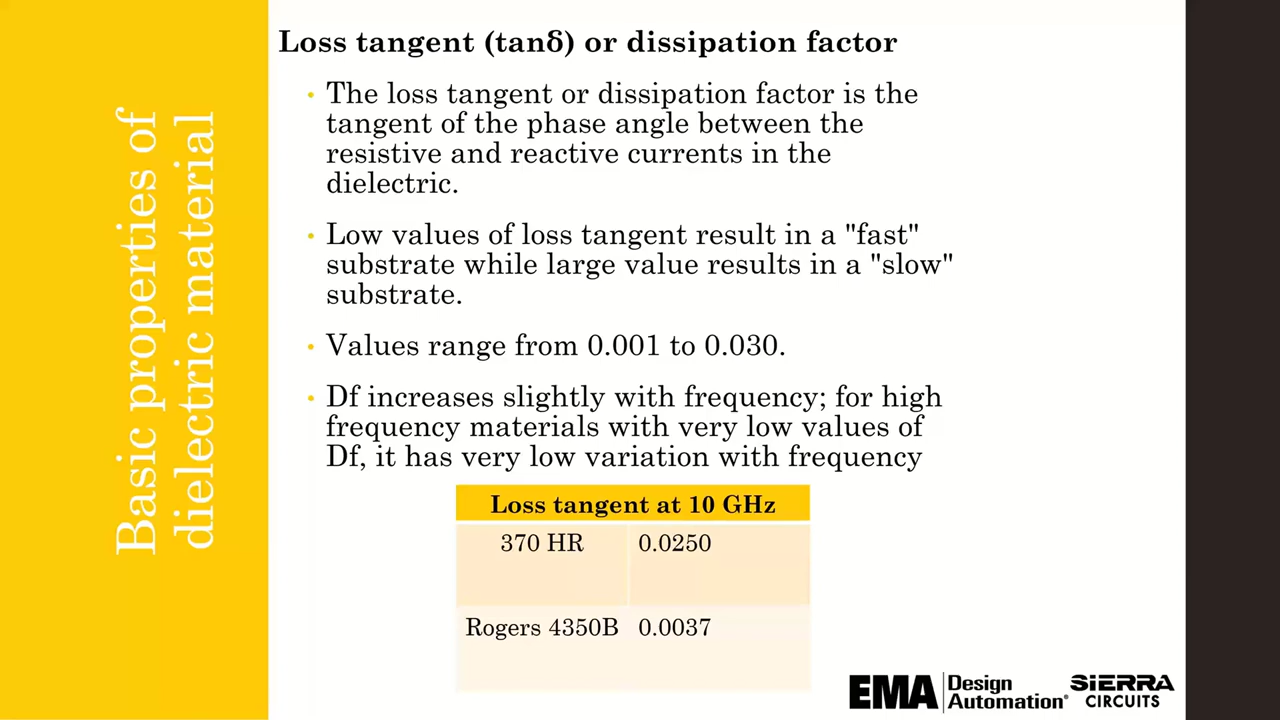 Basic properties of
dielectric material
Loss tangent (tanδ) or dissipation factor
• The loss tangent or dissipation factor is the
tangent of the phase angle between the
resistive and reactive currents in the
dielectric.
• Low values of loss tangent result in a "fast"
substrate while large value results in a "slow"
substrate.
• Values range from 0.001 to 0.030.
• Df increases slightly with frequency; for high
frequency materials with very low values of
Df, it has very low variation with frequency
Loss tangent at 10 GHz
370 HR 0.0250
Rogers 4350B 0.0037
EMA Design Automation®
SIERRA CIRCUITS